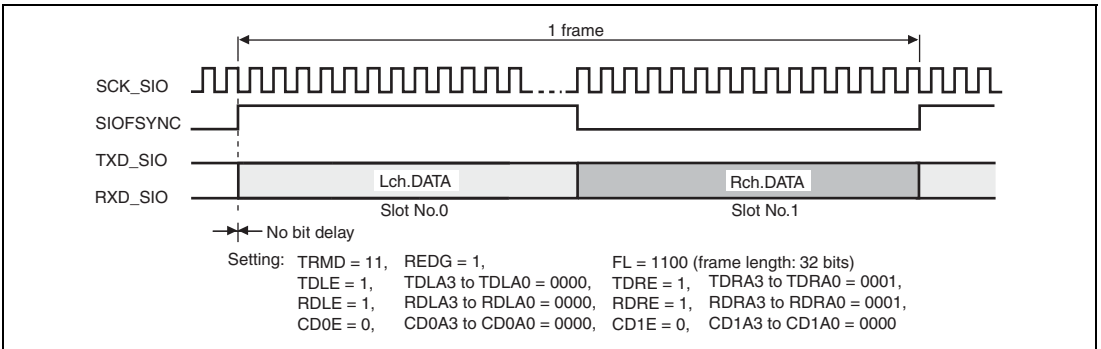 1 frame
SCK_SIO
SIOFSYNC
TXD_SIO
RXD_SIO
Lch.DATA
Rch.DATA
Slot No.0
Slot No.1
No bit delay
Setting: TRMD = 11, REDG = 1, FL = 1100 (frame length: 32 bits)
TDLE = 1, TDLA3 to TDLA0 = 0000, TDRE = 1, TDRA3 to TDRA0 = 0001,
RDLE = 1, RDLA3 to RDLA0 = 0000, RDRE = 1, RDRA3 to RDRA0 = 0001,
CD0E = 0, CD0A3 to CD0A0 = 0000, CD1E = 0, CD1A3 to CD1A0 = 0000